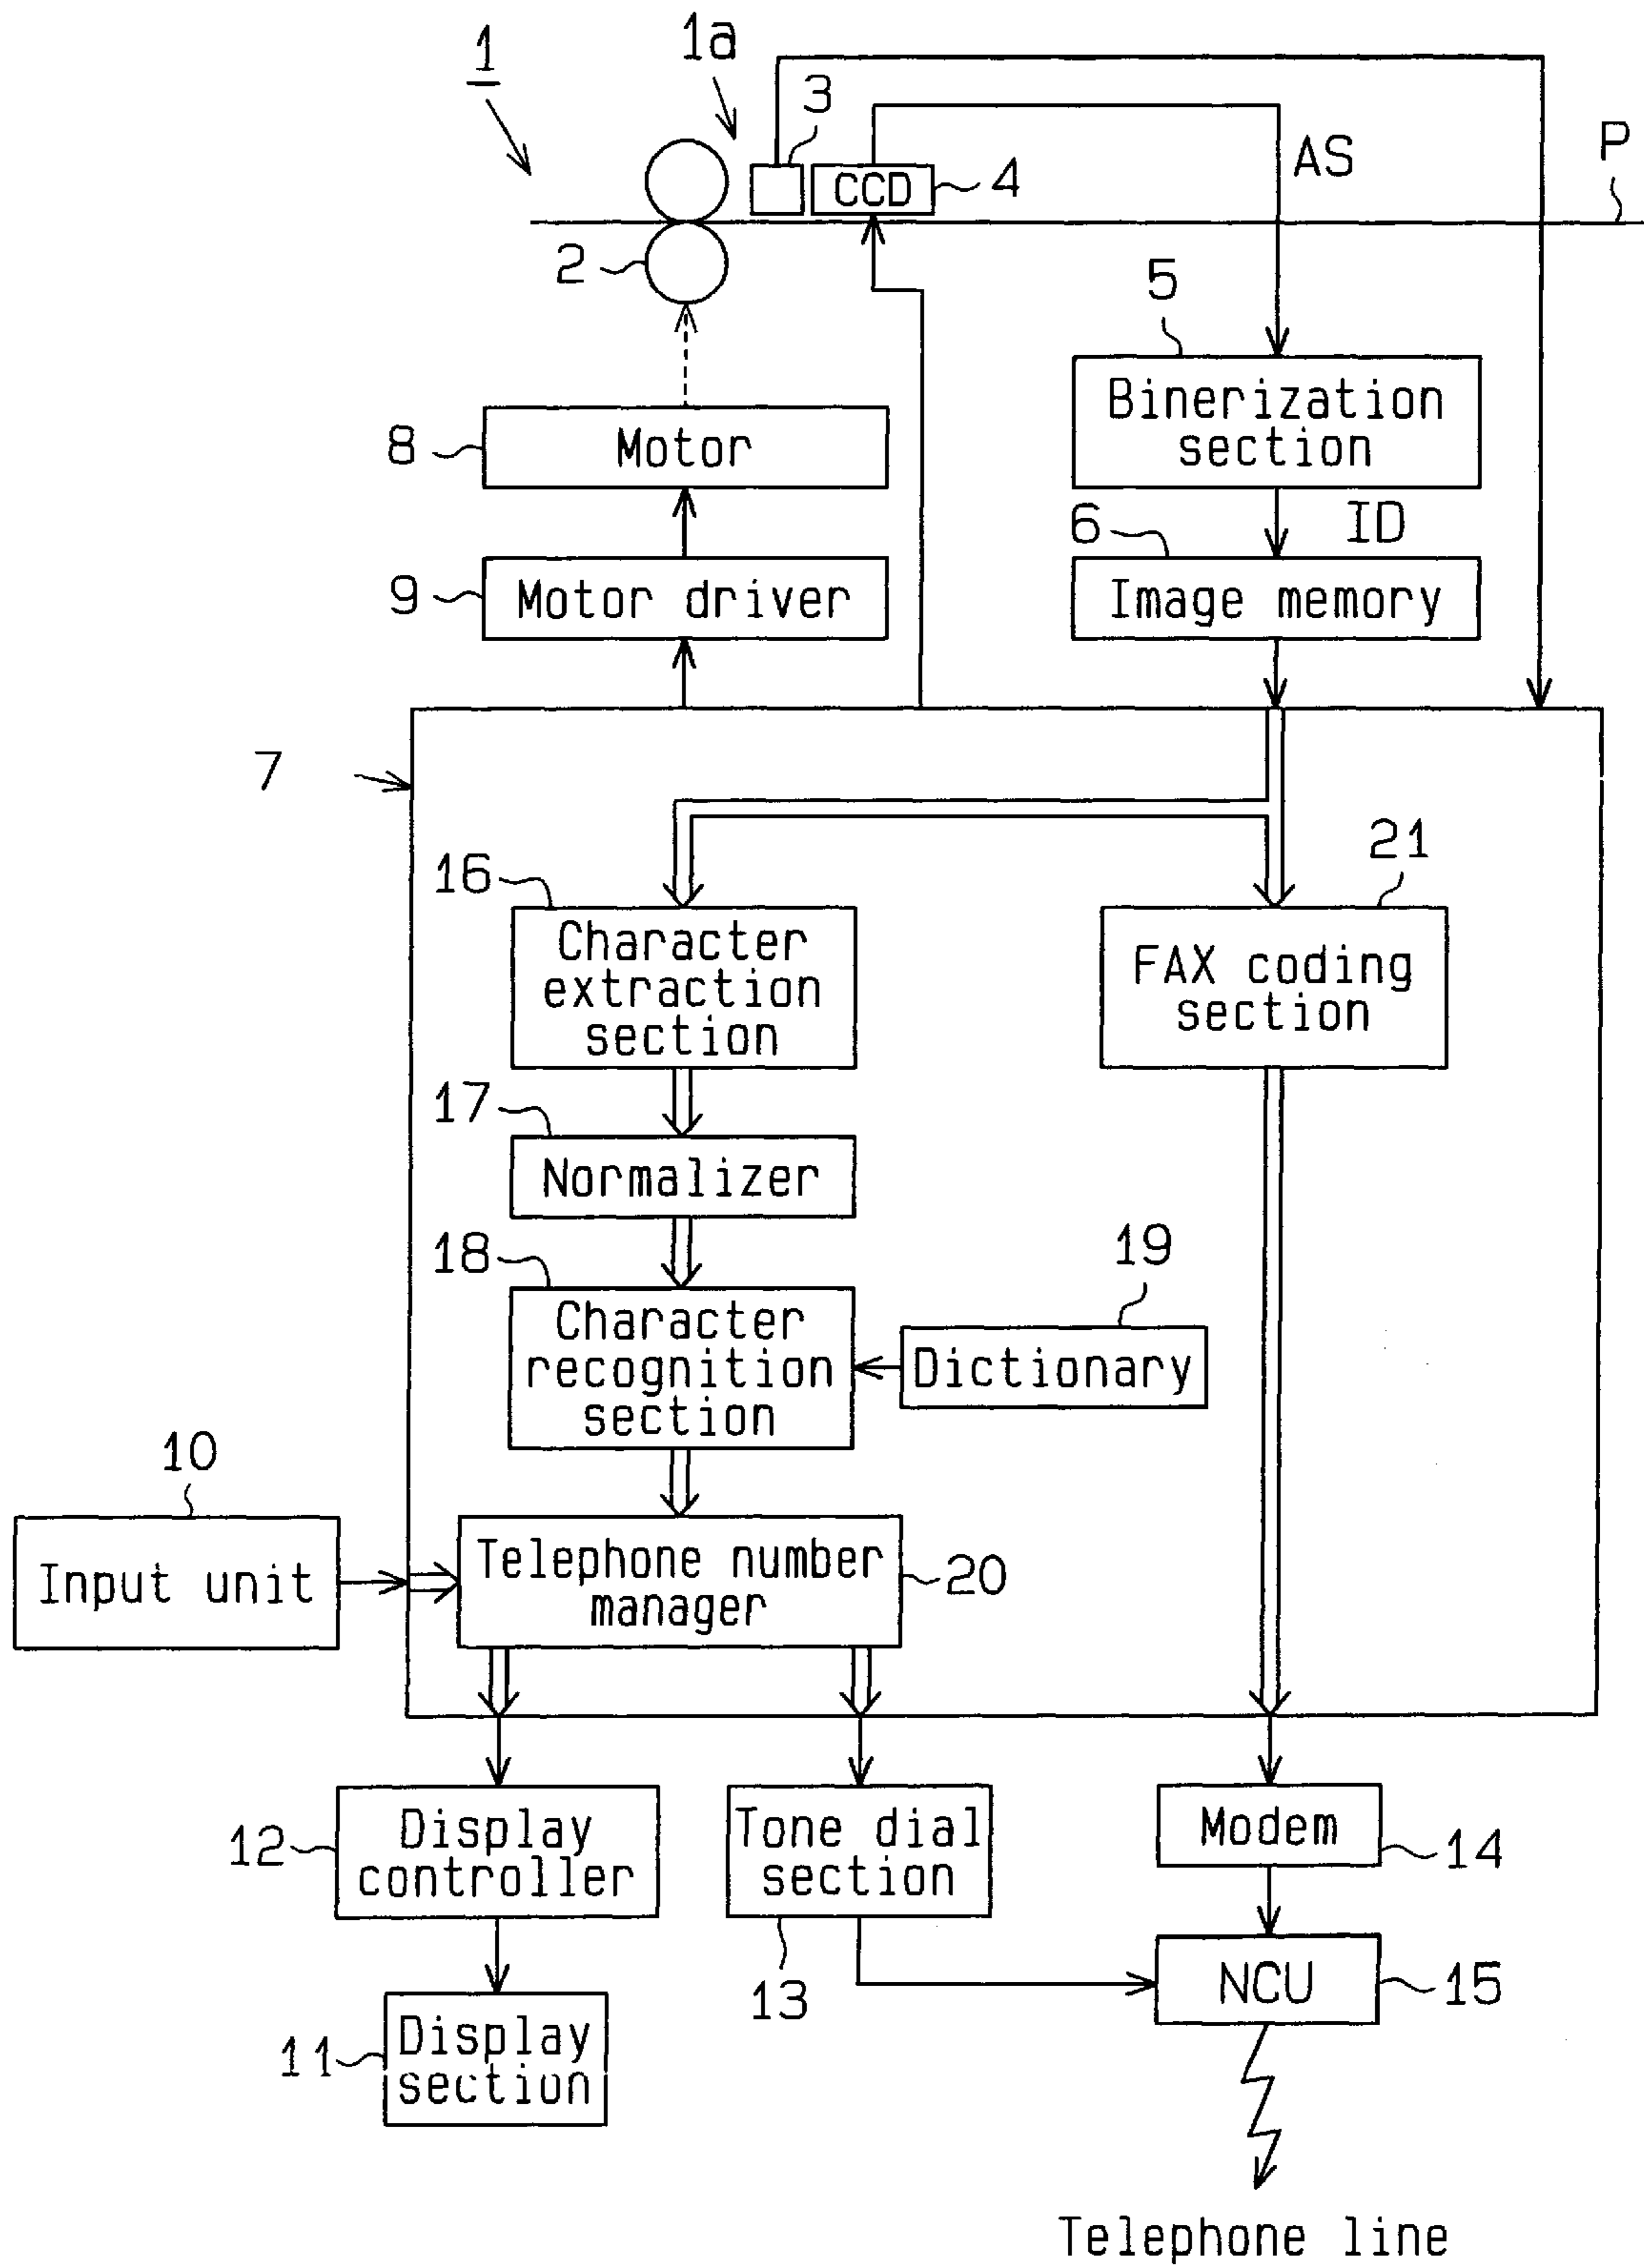 1
1a
3
CCD
4
AS
P
2
5
Binerization
section
8
Motor
6
ID
9
Motor driver
Image memory
7
16
21
Character
extraction
section
FAX coding
section
17
Normalizer
18
19
Character
recognition
section
Dictionary
10
Input unit
Telephone number
manager
20
12
Display
controller
Tone dial
section
Modem
14
13
NCU
15
11
Display
section
Telephone line